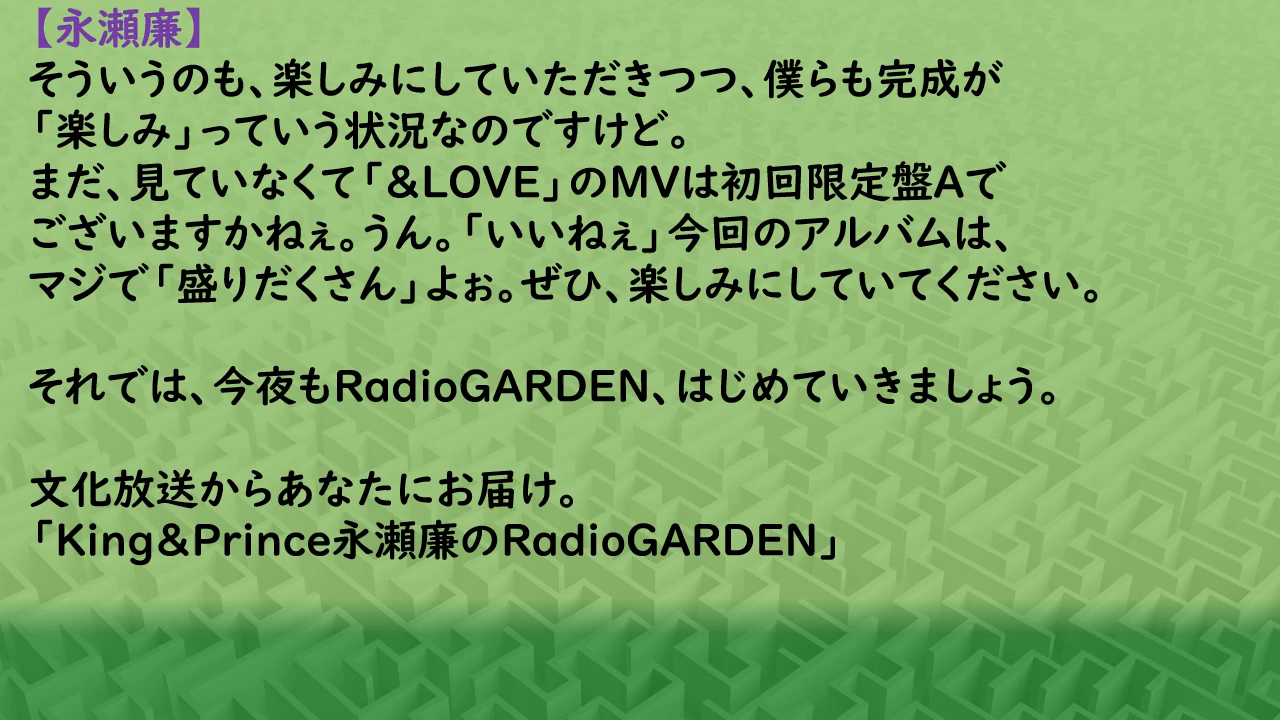 【永瀬廉】
そういうのも、楽しみにしていただきつつ、僕らも完成が
「楽しみ」っていう状況なのですけど。
まだ、見ていなくて「&LOVE」のMVは初回限定盤Aで
ございますかねぇ。うん。「いいねぇ」今回のアルバムは、
マジで「盛りだくさん」よぉ。ぜひ、楽しみにしていてください。
それでは、今夜もRadioGARDEN、はじめていきましょう。
文化放送からあなたにお届け。
「King&Prince永瀬廉のRadioGARDEN」